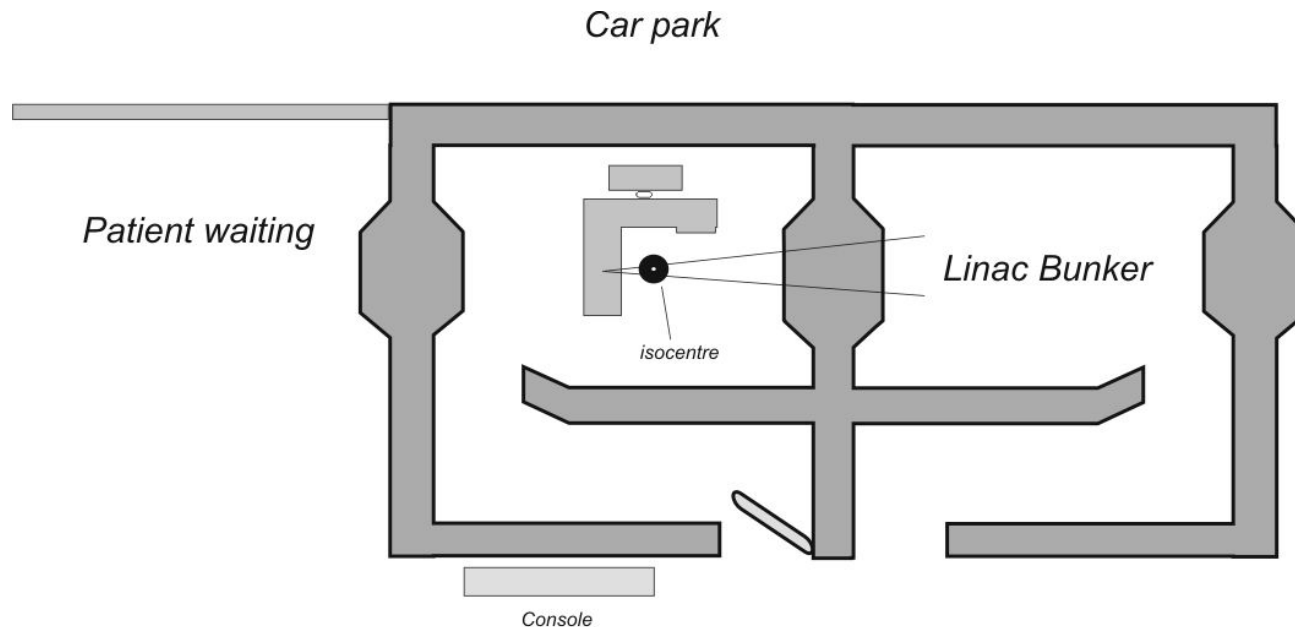 Car park
Patient waiting
Linac Bunker
isocentre
Console